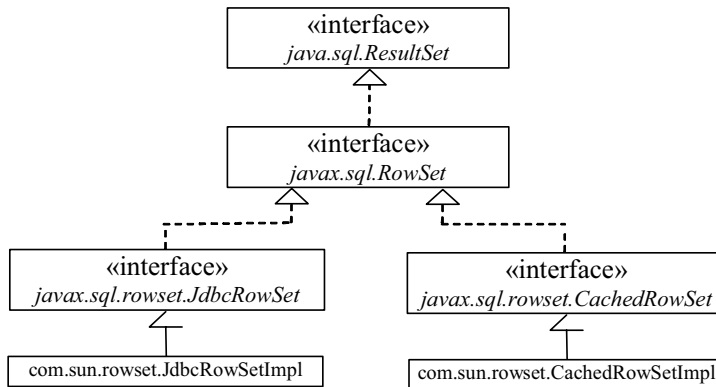 «interface»
java.sql.ResultSet
«interface»
javax.sql.RowSet
«interface»
javax.sql.rowset.JdbcRowSet
«interface»
javax.sql.rowset.CachedRowSet
com.sun.rowset.JdbcRowSetImpl
com.sun.rowset.CachedRowSetImpl